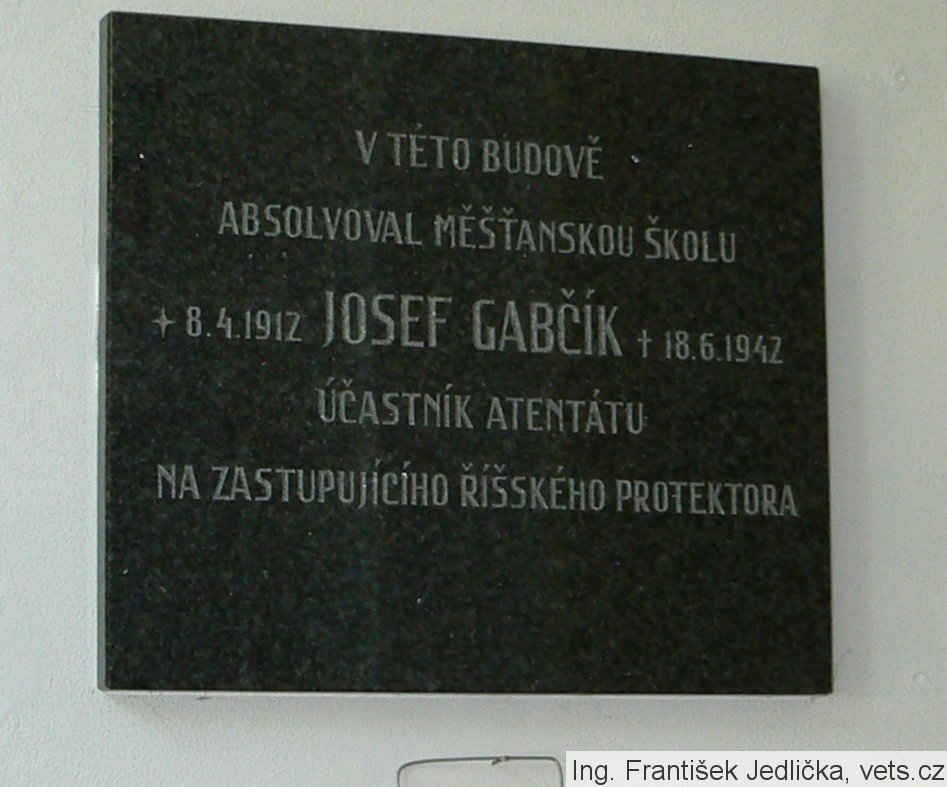 V TÉTO BUDOVĚ
ABSOLVOVAL MĚŠŤANSKOU ŠKOLU
8.4.1912 JOSEF GABČÍK † 18.6.1942
ÚČASTNÍK ATENTÁTU
NA ZASTUPUJÍCÍHO ŘÍŠSKÉHO PROTEKTORA
Ing. František Jedlička, vets.cz